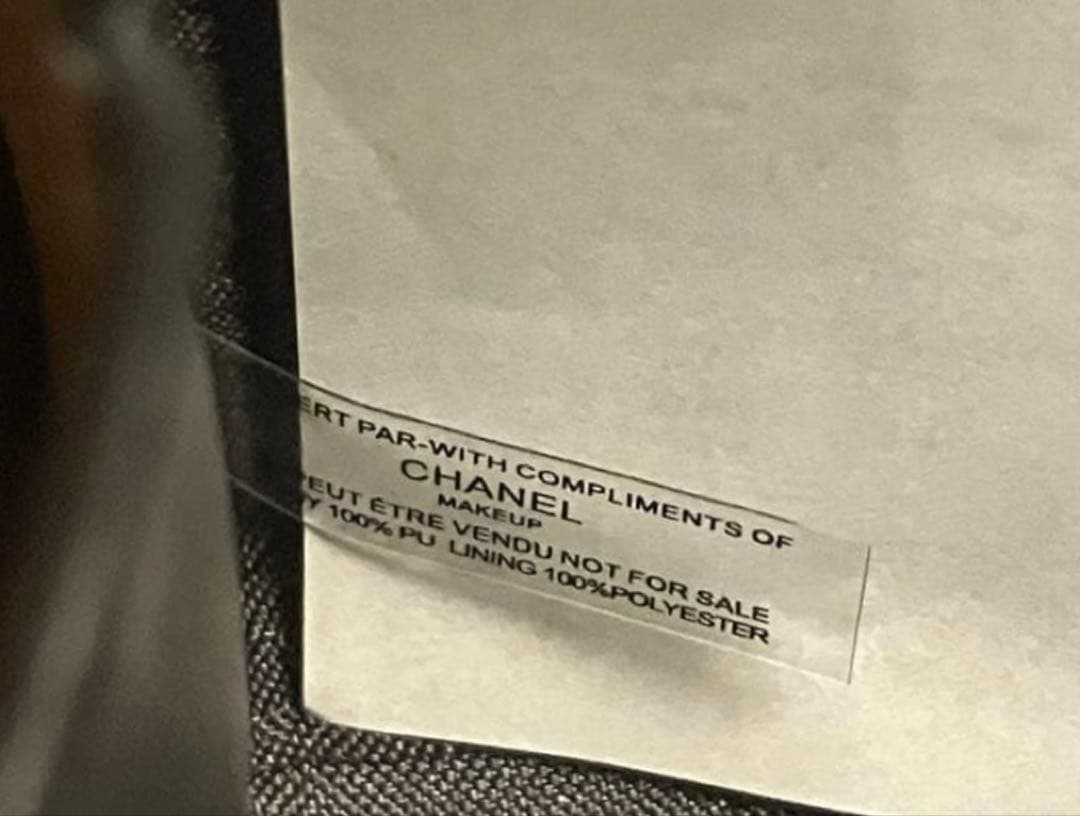 ERT PAR-WITH COMPLIMENTS OF
CHANEL
MAKEUP
EUT ÊTRE VENDU NOT FOR SALE
Y 100% PU LINING 100%POLYESTER